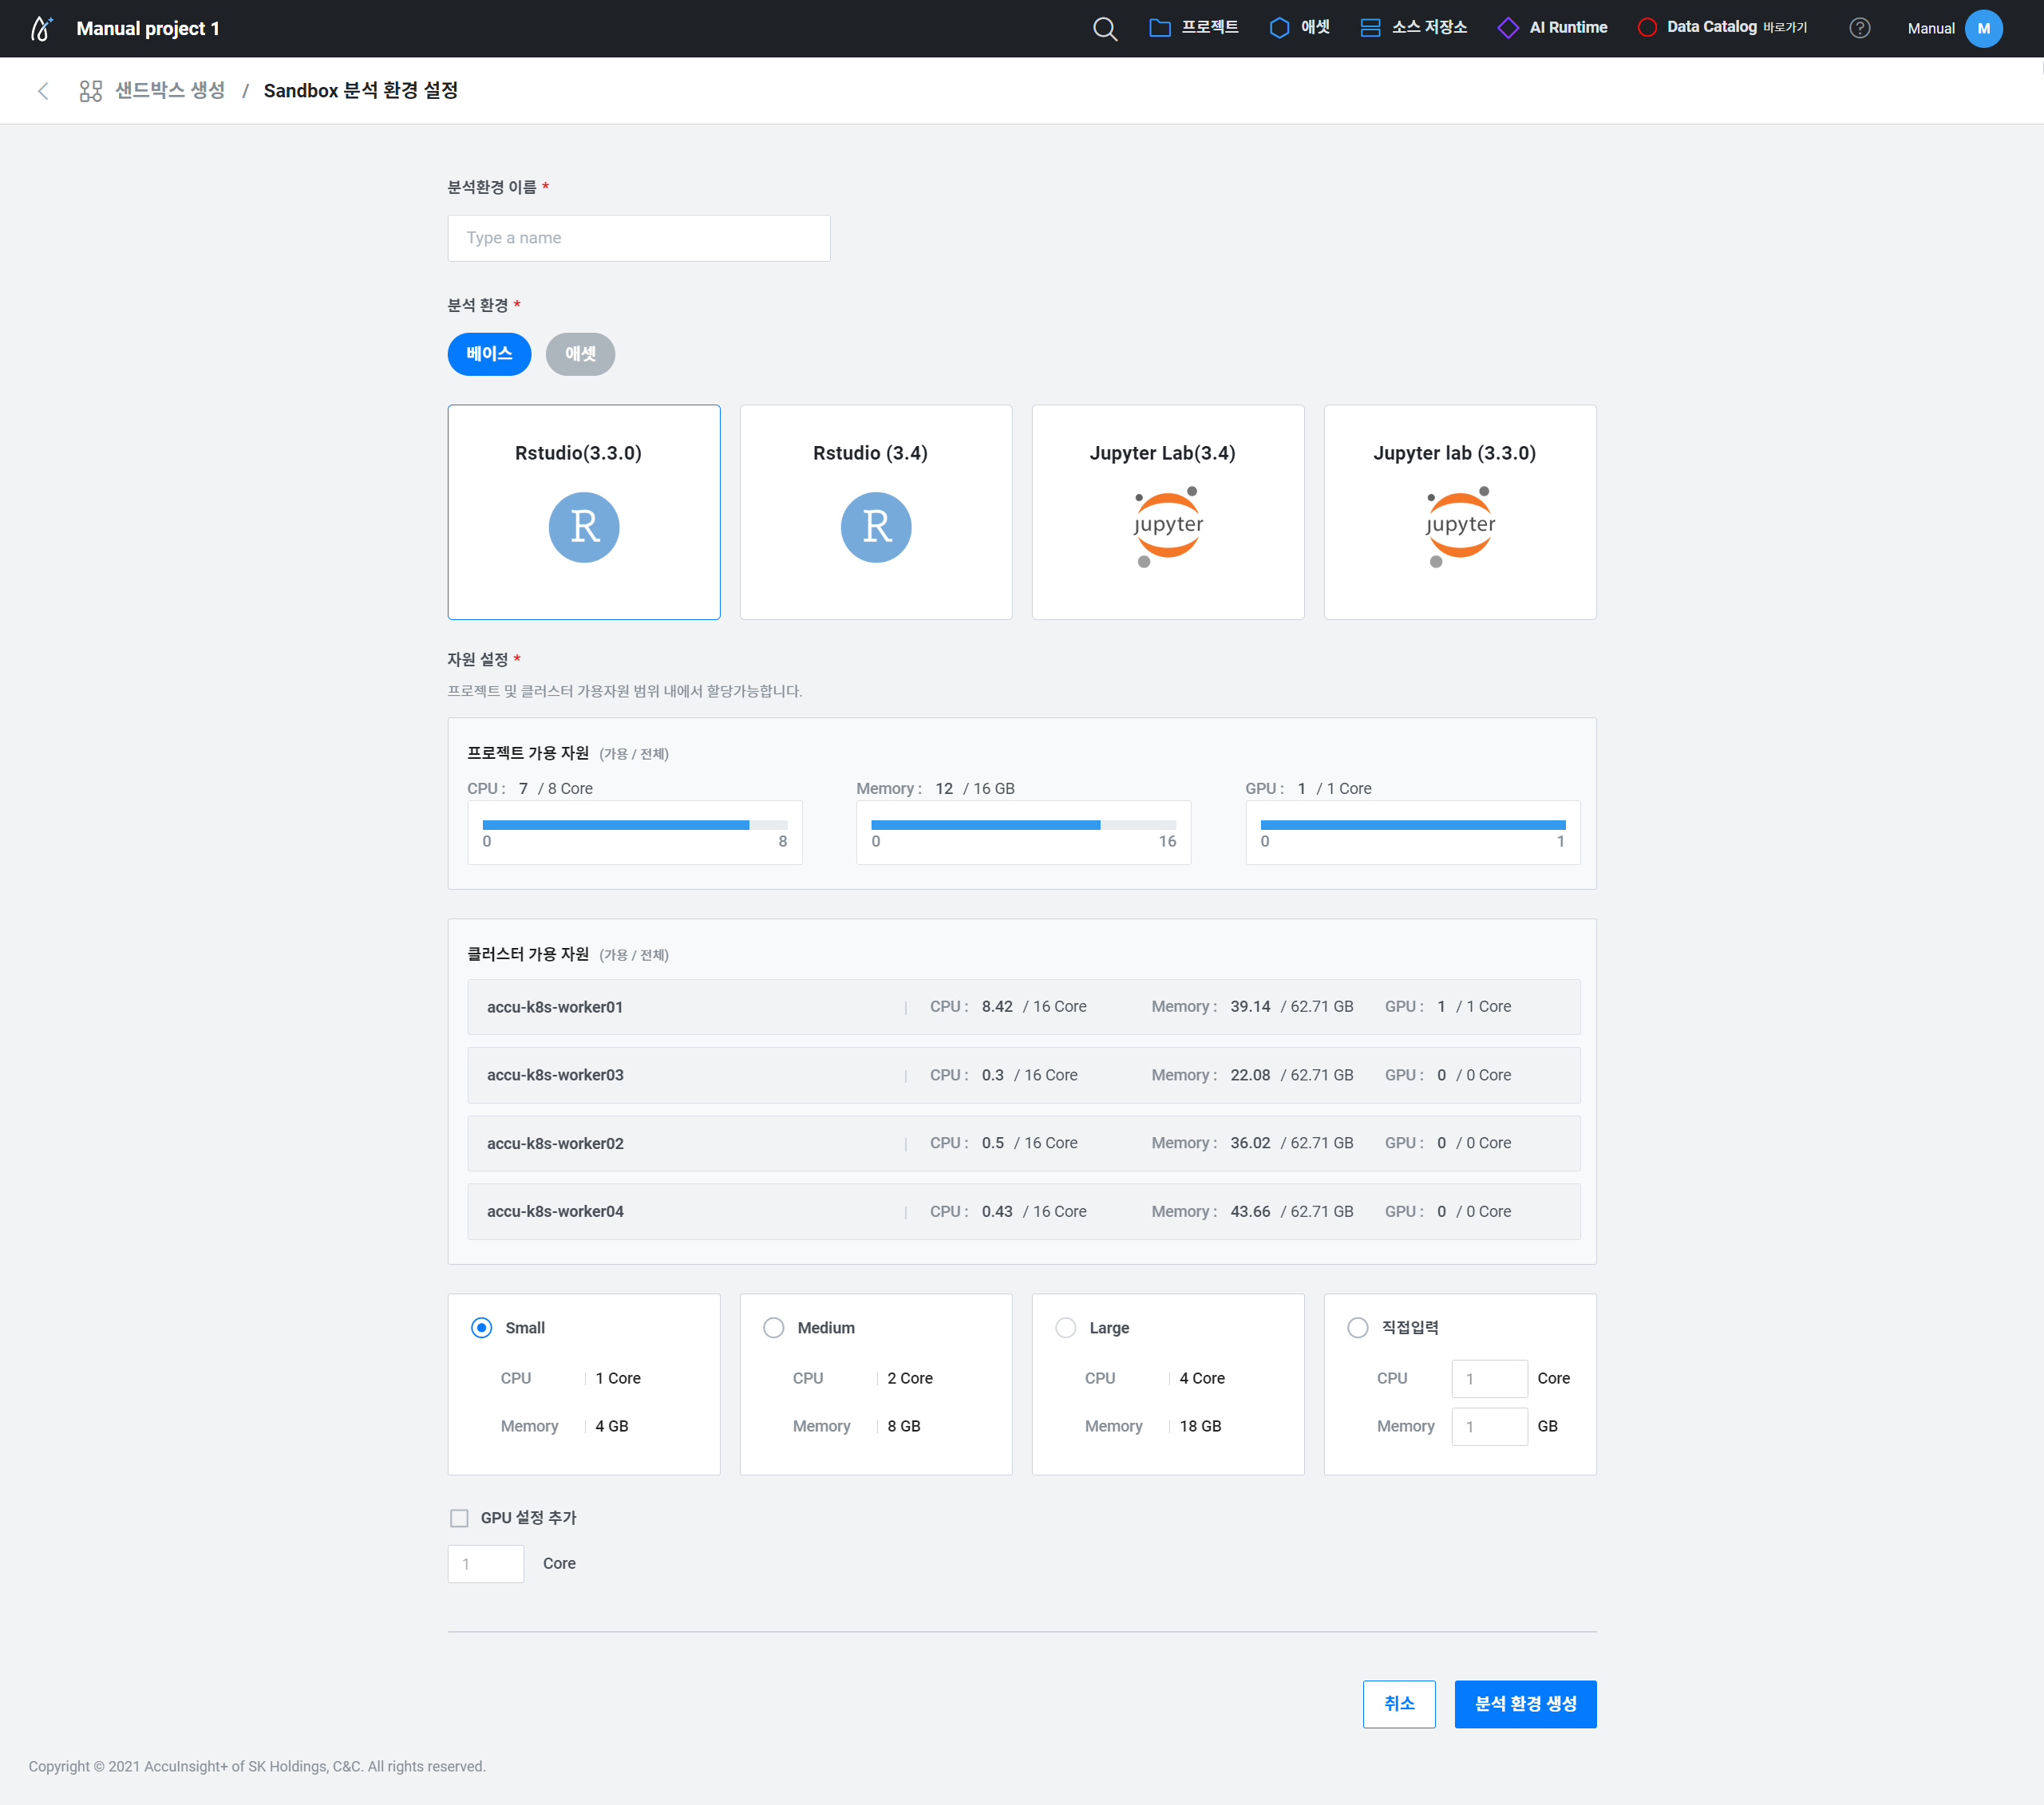 Manual project 1
프로젝트 애셋 소스 저장소 AI Runtime Data Catalog 바로가기 ? Manual M
샌드박스 생성 / Sandbox 분석 환경 설정
분석환경 이름 *
Type a name
분석 환경 *
베이스 애셋
Rstudio(3.3.0) Rstudio (3.4) Jupyter Lab(3.4) Jupyter lab (3.3.0)
R R jupyter jupyter
자원 설정 *
프로젝트 및 클러스터 가용자원 범위 내에서 할당가능합니다.
프로젝트 가용 자원 (가용 / 전체)
CPU : 7 / 8 Core Memory : 12 / 16 GB GPU : 1 / 1 Core
0 8 0 16 0 1
클러스터 가용 자원 (가용 / 전체)
accu-k8s-worker01 | CPU : 8.42 / 16 Core Memory : 39.14 / 62.71 GB GPU : 1 / 1 Core
accu-k8s-worker03 | CPU : 0.3 / 16 Core Memory : 22.08 / 62.71 GB GPU : 0 / 0 Core
accu-k8s-worker02 | CPU : 0.5 / 16 Core Memory : 36.02 / 62.71 GB GPU : 0 / 0 Core
accu-k8s-worker04 | CPU : 0.43 / 16 Core Memory : 43.66 / 62.71 GB GPU : 0 / 0 Core
Small Medium Large 직접입력
CPU | 1 Core CPU | 2 Core CPU | 4 Core CPU 1 Core
Memory | 4 GB Memory | 8 GB Memory | 18 GB Memory 1 GB
GPU 설정 추가
1 Core
취소 분석 환경 생성
Copyright © 2021 AccuInsight+ of SK Holdings, C&C. All rights reserved.